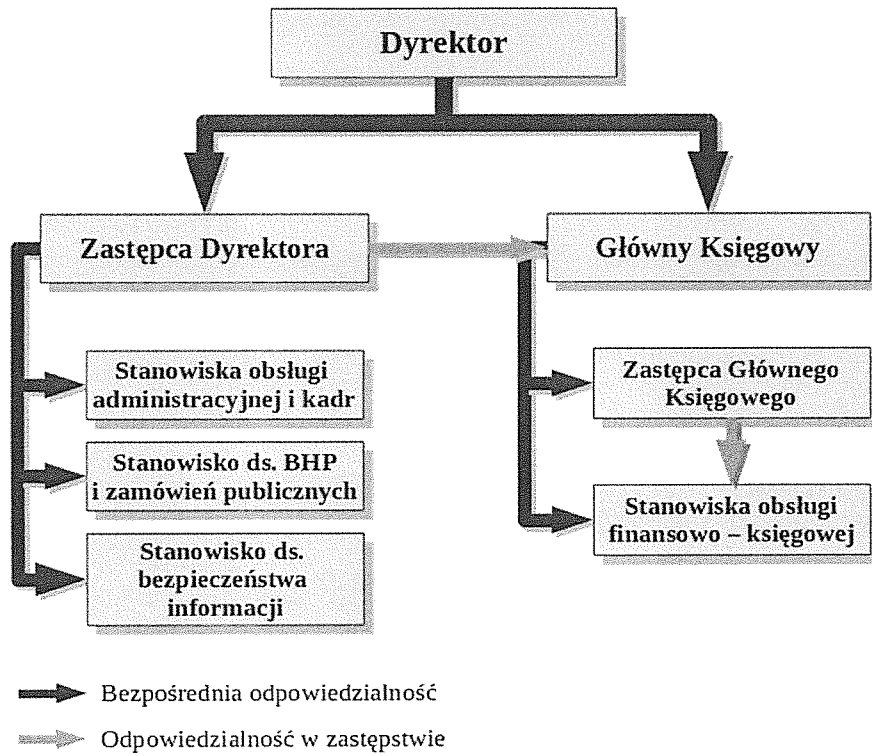 Dyrektor
Zastępca Dyrektora
Główny Księgowy
Stanowiska obsługi
administracyjnej i kadr
Stanowisko ds. BHP
i zamówień publicznych
Stanowisko ds.
bezpieczeństwa
informacji
Zastępca Głównego
Księgowego
Stanowiska obsługi
finansowo – księgowej
Bezpośrednia odpowiedzialność
Odpowiedzialność w zastępstwie